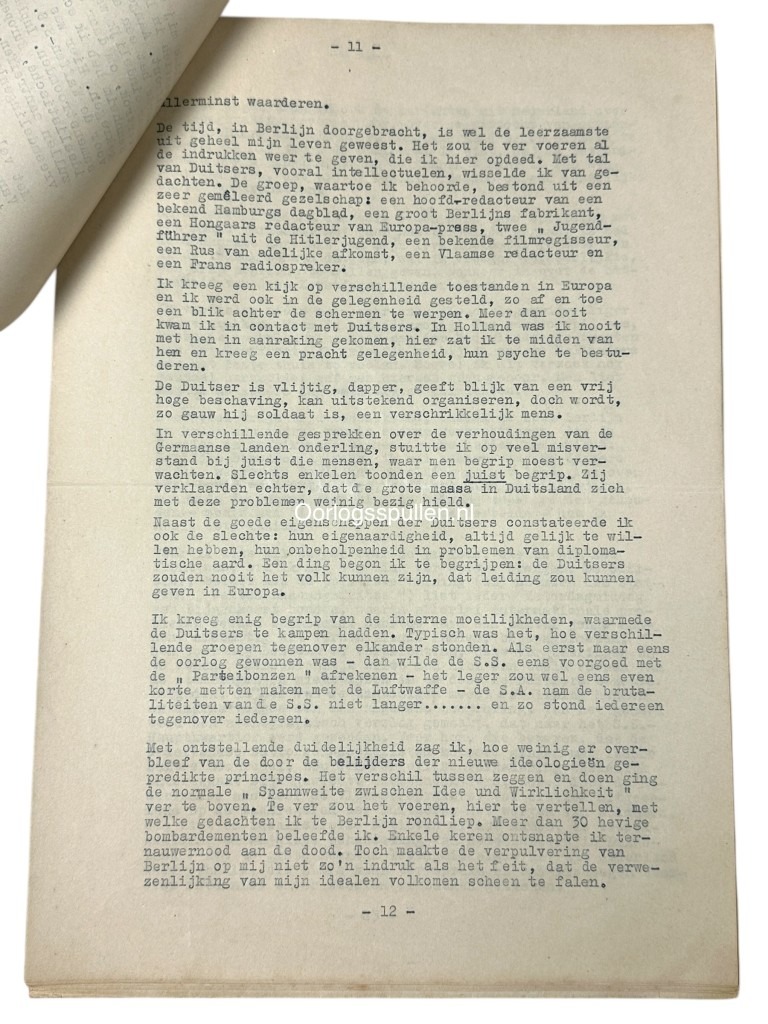 - 11 -
allerminst waarderen.
De tijd, in Berlijn doorgebracht, is wel de leerzaamste
uit geheel mijn leven geweest. Het zou te ver voeren al
de indrukken weer te geven, die ik hier opdeed. Met tal
van Duitsers, vooral intellectuelen, wisselde ik van ge-
dachten. De groep, waartoe ik behoorde, bestond uit een
zeer gemêleerd gezelschap: een hoofd-redacteur van een
bekend Hamburgs dagblad, een groot Berlijns fabrikant,
een Hongaars redacteur van Europa-press, twee „ Jugend-
führer " uit de Hitlerjugend, een bekende filmregisseur,
een Rus van adelijke afkomst, een Vlaamse redacteur en
een Frans radiospreker.
Ik kreeg een kijk op verschillende toestanden in Europa
en ik werd ook in de gelegenheid gesteld, zo af en toe
een blik achter de schermen te werpen. Meer dan ooit
kwam ik in contact met Duitsers. In Holland was ik nooit
met hen in aanraking gekomen, hier zat ik te midden van
hen en kreeg een pracht gelegenheid, hun psyche te bestu-
deren.
De Duitser is vlijtig, dapper, geeft blijk van een vrij
hoge beschaving, kan uitstekend organiseren, doch wordt,
zo gauw hij soldaat is, een verschrikkelijk mens.
In verschillende gesprekken over de verhoudingen van de
Germaanse landen onderling, stuitte ik op veel misver-
stand bij juist die mensen, waar men begrip moest ver-
wachten. Slechts enkelen toonden een juist begrip. Zij
verklaarden echter, dat de grote maasa in Duitsland zich
met deze problemen weinig bezig hield.
Oorlogsspullen.nl
Naast de goede eigenschappen der Duitsers constateerde ik
ook de slechte: hun eigenaardigheid, altijd gelijk te wil-
len hebben, hun onbeholpenheid in problemen van diploma-
tische aard. Een ding begon ik te begrijpen: de Duitsers
zouden nooit het volk kunnen zijn, dat leiding zou kunnen
geven in Europa.
Ik kreeg enig begrip van de interne moeilijkheden, waarmede
de Duitsers te kampen hadden. Typisch was het, hoe verschil-
lende groepen tegenover elkander stonden. Als eerst maar eens
de oorlog gewonnen was - dan wilde de S.S. eens voorgoed met
de „ Parteibonzen " afrekenen - het leger zou wel eens even
korte metten maken met de Luftwaffe - de S.A. nam de bruta-
liteiten van de S.S. niet langer....... en zo stond iedereen
tegenover iedereen.
Met ontstellende duidelijkheid zag ik, hoe weinig er over-
bleef van de door de belijders der nieuwe ideologieën ge-
predikte principes. Het verschil tussen zeggen en doen ging
de normale „ Spannweite zwischen Idee und Wirklichkeit "
ver te boven. Te ver zou het voeren, hier te vertellen, met
welke gedachten ik te Berlijn rondliep. Meer dan 30 hevige
bombardementen beleefde ik. Enkele keren ontsnapte ik ter-
nauwernood aan de dood. Toch maakte de verpulvering van
Berlijn op mij niet zo'n indruk als het feit, dat de verwe-
zenlijking van mijn idealen volkomen scheen te falen.
- 12 -